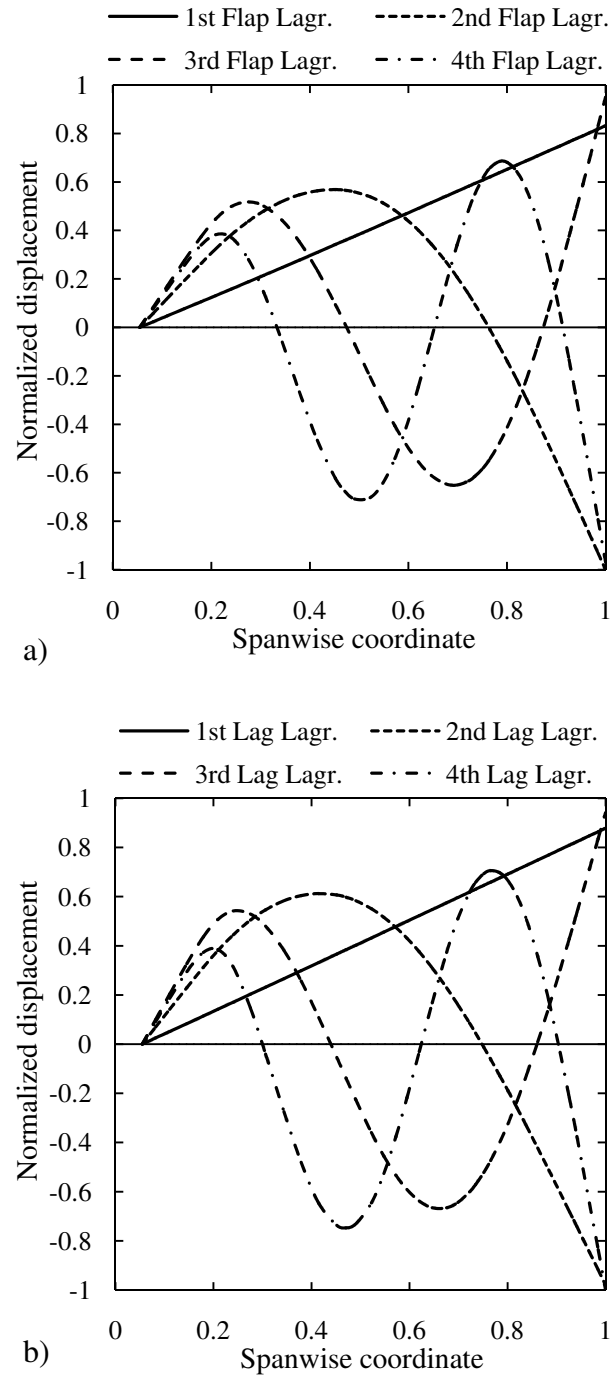 1st Flap Lagr. 2nd Flap Lagr.
3rd Flap Lagr. 4th Flap Lagr.
1
0.8
0.6
0.4
0.2
0
-0.2
-0.4
-0.6
-0.8
-1
Normalized displacement
0 0.2 0.4 0.6 0.8 1
Spanwise coordinate
a)
1st Lag Lagr. 2nd Lag Lagr.
3rd Lag Lagr. 4th Lag Lagr.
1
0.8
0.6
0.4
0.2
0
-0.2
-0.4
-0.6
-0.8
-1
Normalized displacement
0 0.2 0.4 0.6 0.8 1
Spanwise coordinate
b)